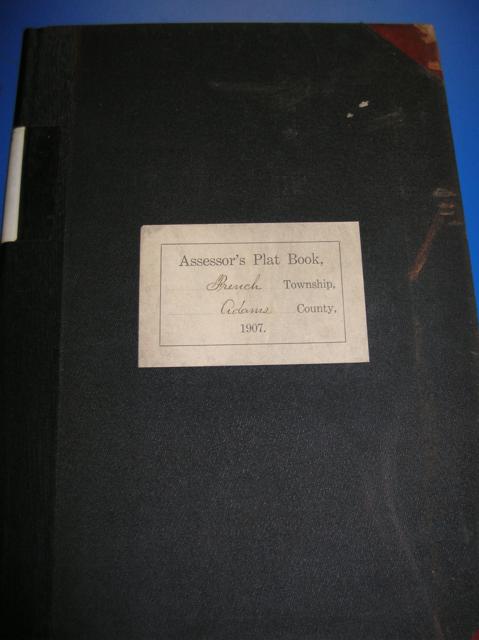 Assessor's Plat Book,
French Township,
Adams County,
1907.